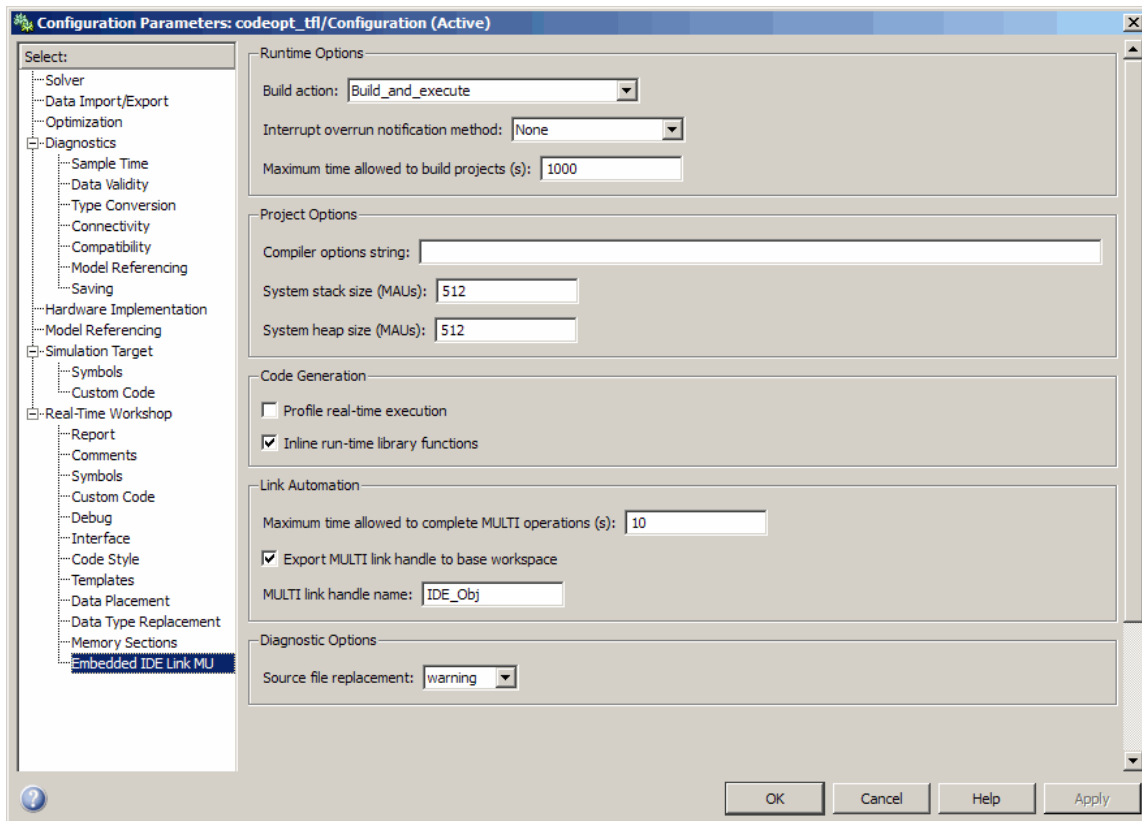 Configuration Parameters: codeopt_tfl/Configuration (Active)
Select:
Solver
Data Import/Export
Optimization
Diagnostics
Sample Time
Data Validity
Type Conversion
Connectivity
Compatibility
Model Referencing
Saving
Hardware Implementation
Model Referencing
Simulation Target
Symbols
Custom Code
Real-Time Workshop
Report
Comments
Symbols
Custom Code
Debug
Interface
Code Style
Templates
Data Placement
Data Type Replacement
Memory Sections
Embedded IDE Link MU
Runtime Options
Build action: Build_and_execute
Interrupt overrun notification method: None
Maximum time allowed to build projects (s): 1000
Project Options
Compiler options string:
System stack size (MAUs): 512
System heap size (MAUs): 512
Code Generation
Profile real-time execution
Inline run-time library functions
Link Automation
Maximum time allowed to complete MULTI operations (s): 10
Export MULTI link handle to base workspace
MULTI link handle name: IDE_Obj
Diagnostic Options
Source file replacement: warning
? OK Cancel Help Apply